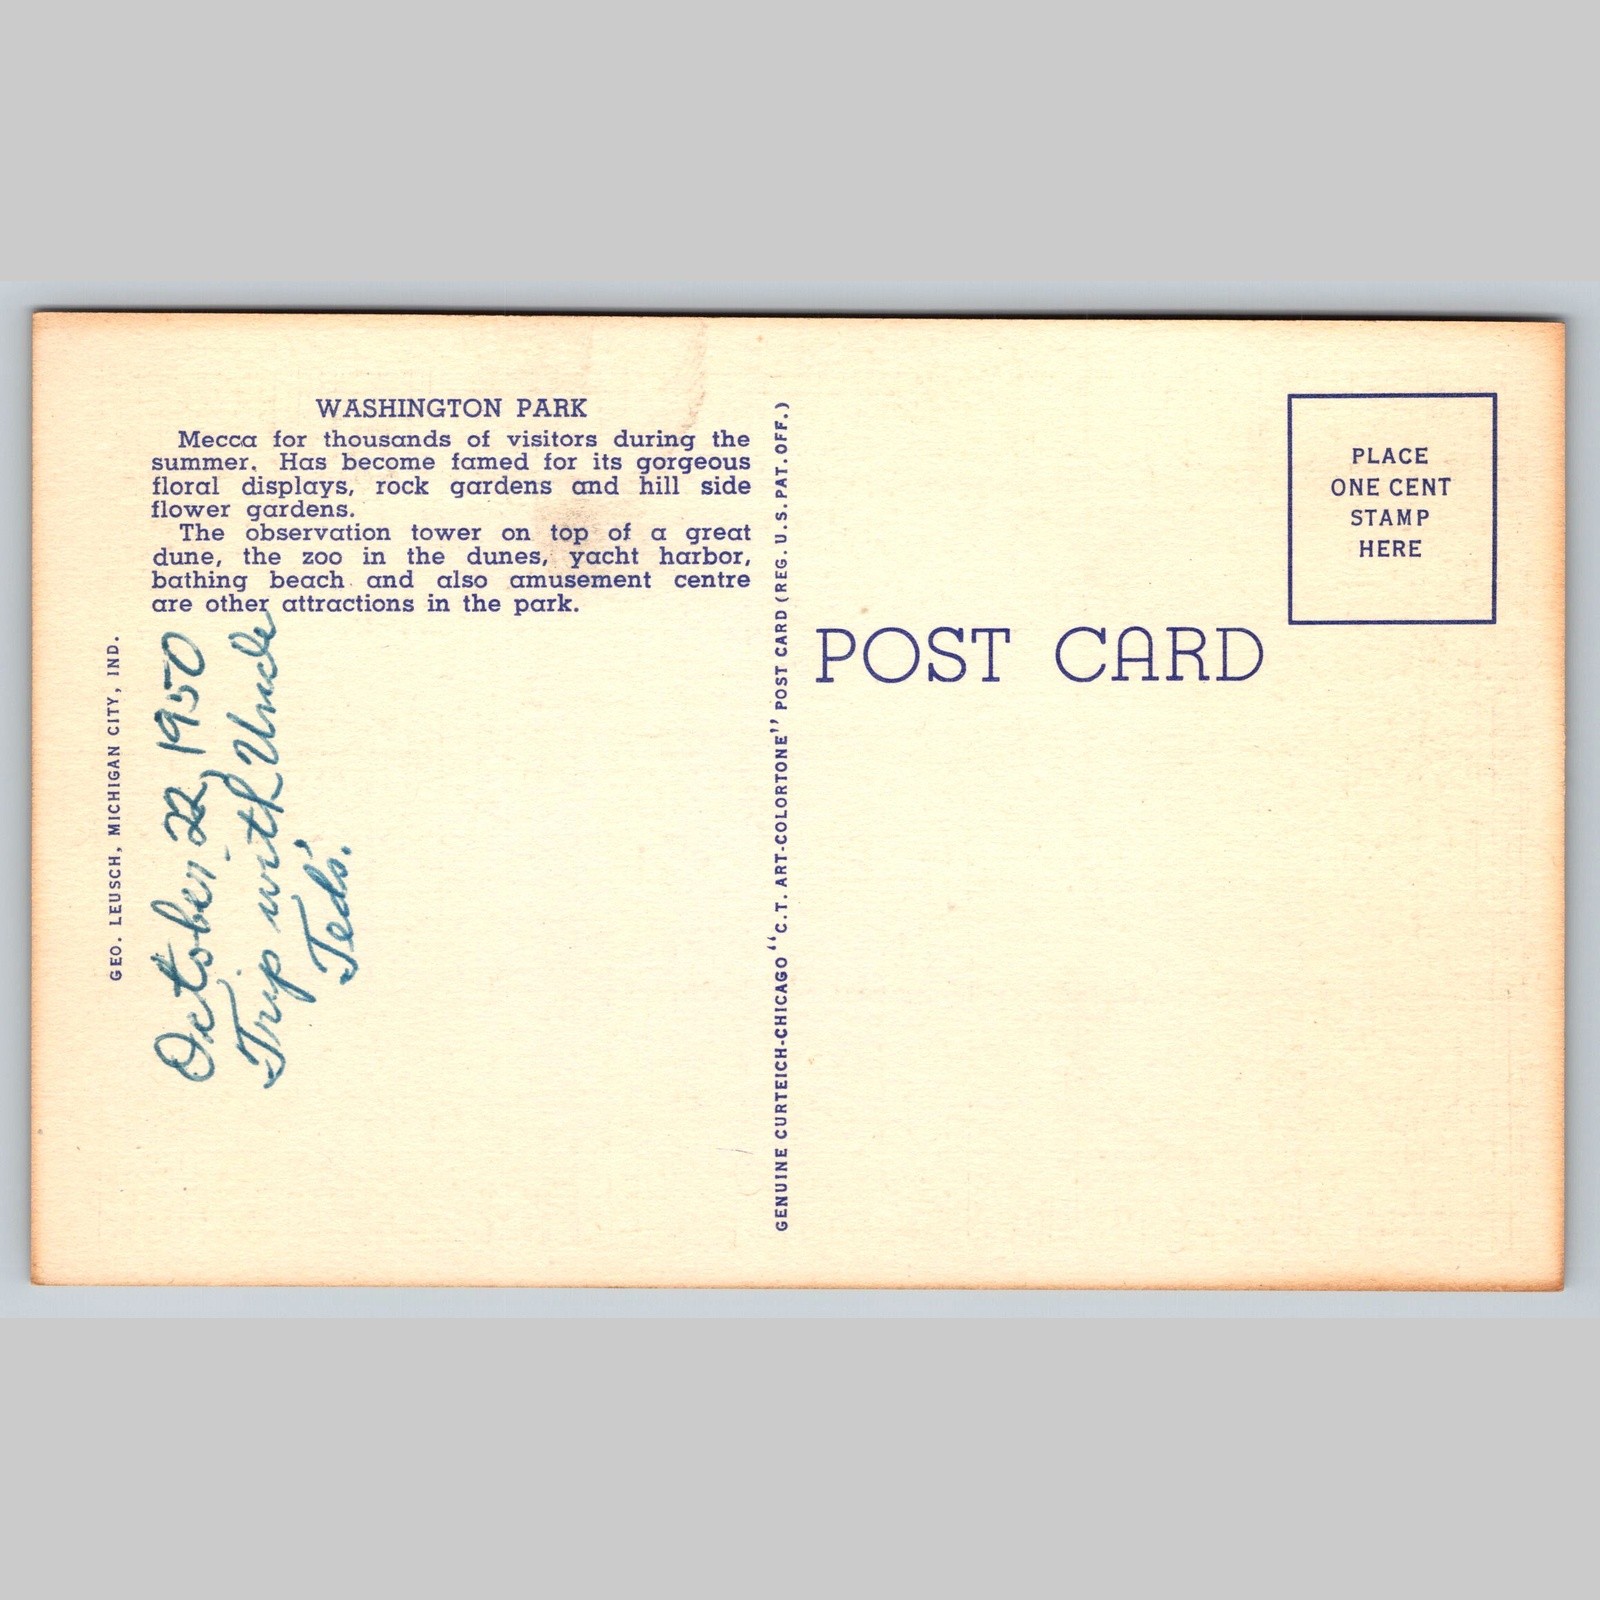 WASHINGTON PARK
Mecca for thousands of visitors during the
summer. Has become famed for its gorgeous
floral displays, rock gardens and hill side
flower gardens.
The observation tower on top of a great
dune, the zoo in the dunes, yacht harbor,
bathing beach and also amusement centre
are other attractions in the park.
GEO. LEUSCH, MICHIGAN CITY, IND.
October 22, 1950
Trip with Uncle
Ted's.
GENUINE CURTEICH-CHICAGO "C.T. ART-COLORTONE" POST CARD (REG. U.S. PAT. OFF.)
POST CARD
PLACE
ONE CENT
STAMP
HERE